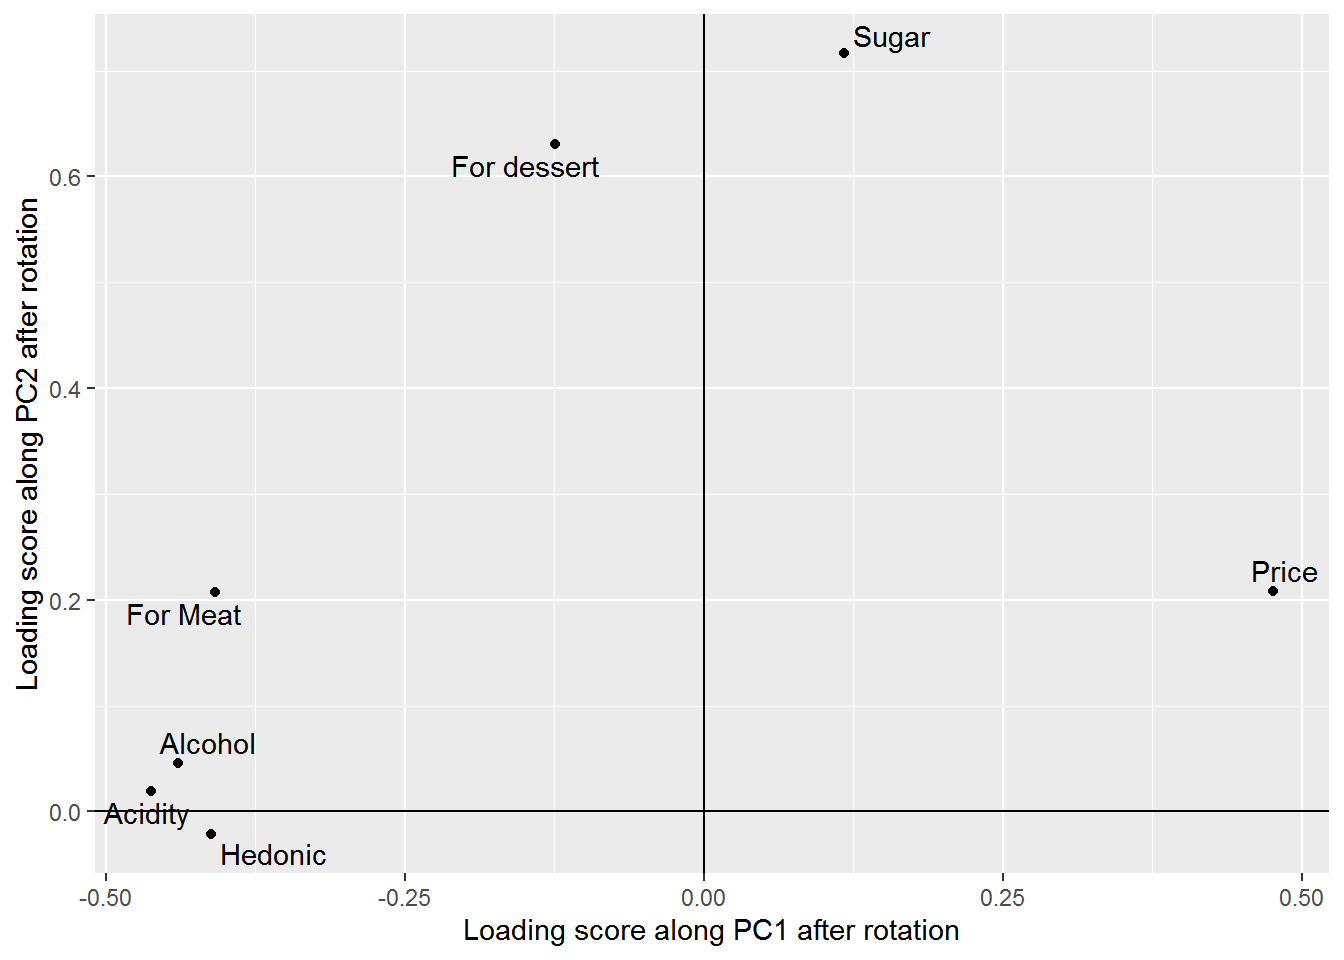 Sugar
For dessert
Price
For Meat
Alcohol
Acidity
Hedonic
0.6
0.4
0.2
0.0
-0.50
-0.25
0.00
0.25
0.50
Loading score along PC1 after rotation
Loading score along PC2 after rotation